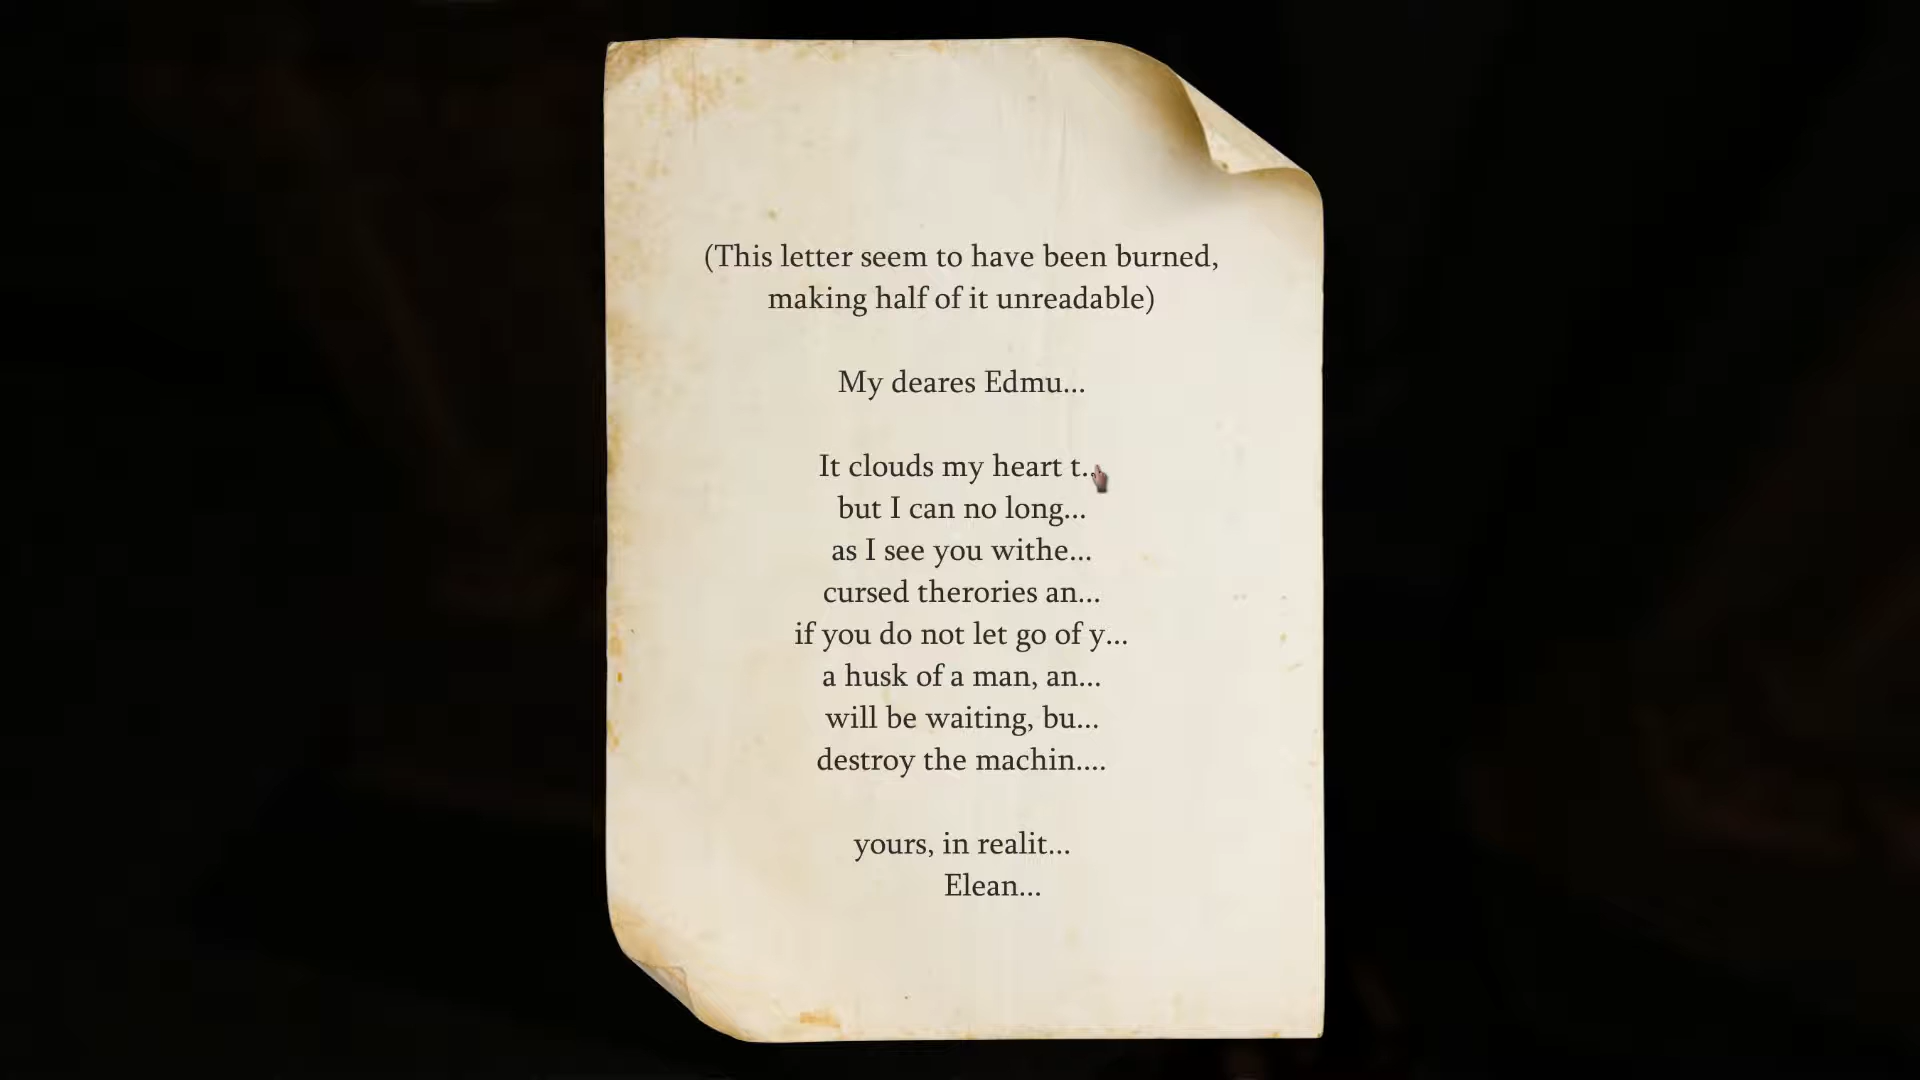 (This letter seem to have been burned,
making half of it unreadable)
My deares Edmu...
It clouds my heart t...
but I can no long...
as I see you withe...
cursed therories an...
if you do not let go of y...
a husk of a man, an...
will be waiting, bu...
destroy the machin....
yours, in realit...
Elean...